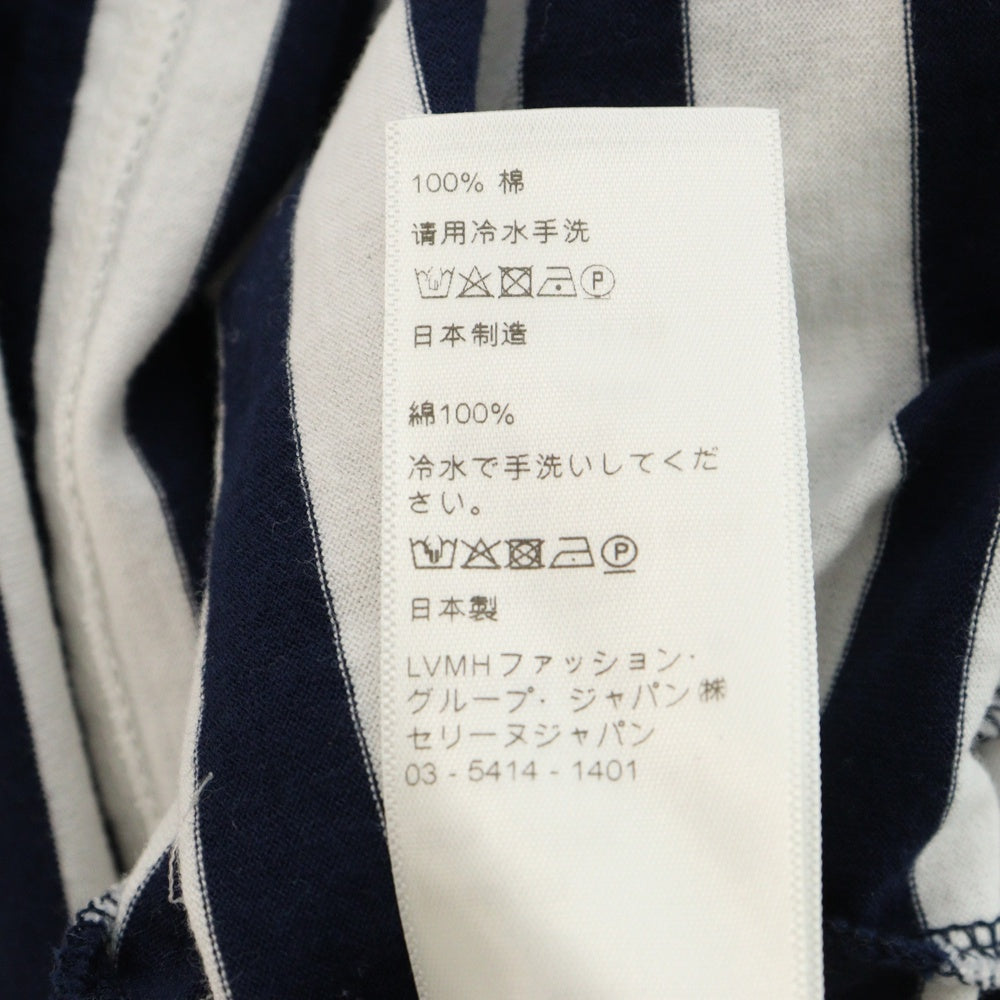 100% 棉
请用冷水手洗
P
日本制造
綿100%
冷水で手洗いしてくだ
さい。
P
日本製
LVMHファッション・
グループ・ジャパン㈱
セリーヌジャパン
03 - 5414 - 1401